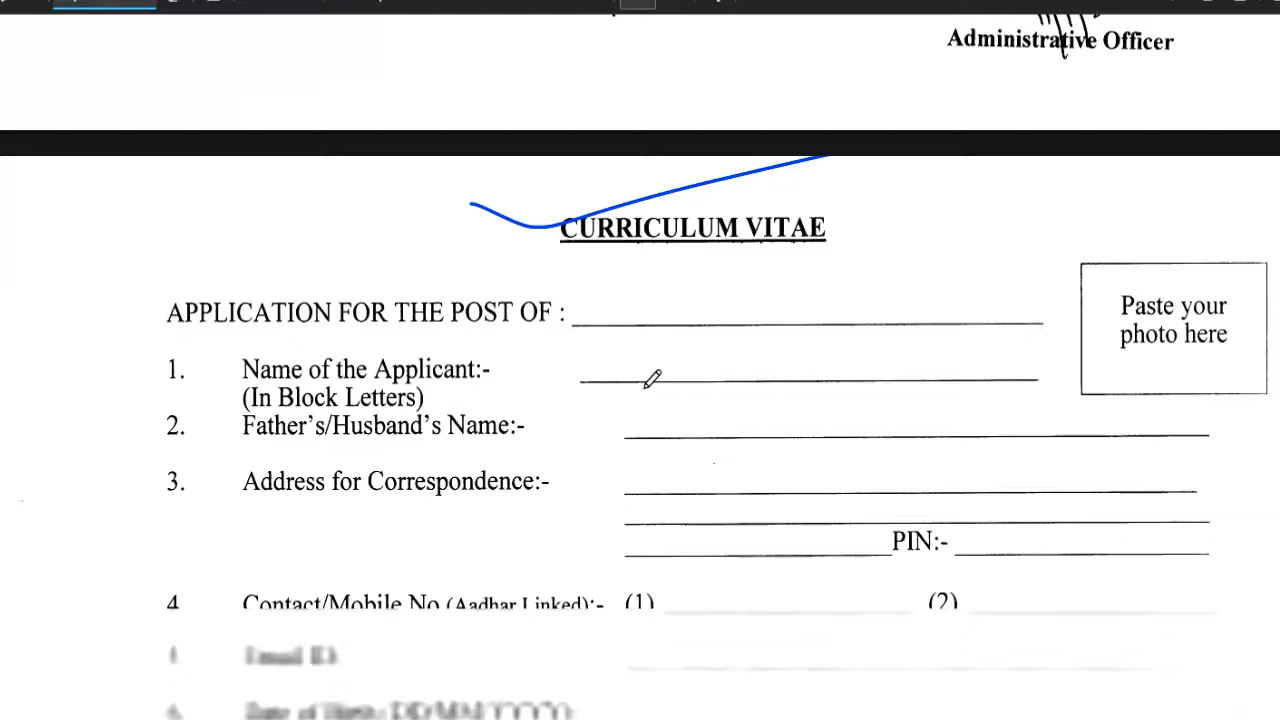 Administrative Officer
CURRICULUM VITAE
APPLICATION FOR THE POST OF :
Paste your
photo here
1. Name of the Applicant:-
(In Block Letters)
2. Father's/Husband's Name:-
3. Address for Correspondence:-
PIN:-
4 Contact/Mobile No (Aadhar Linked):- (1) (2)
Email ID